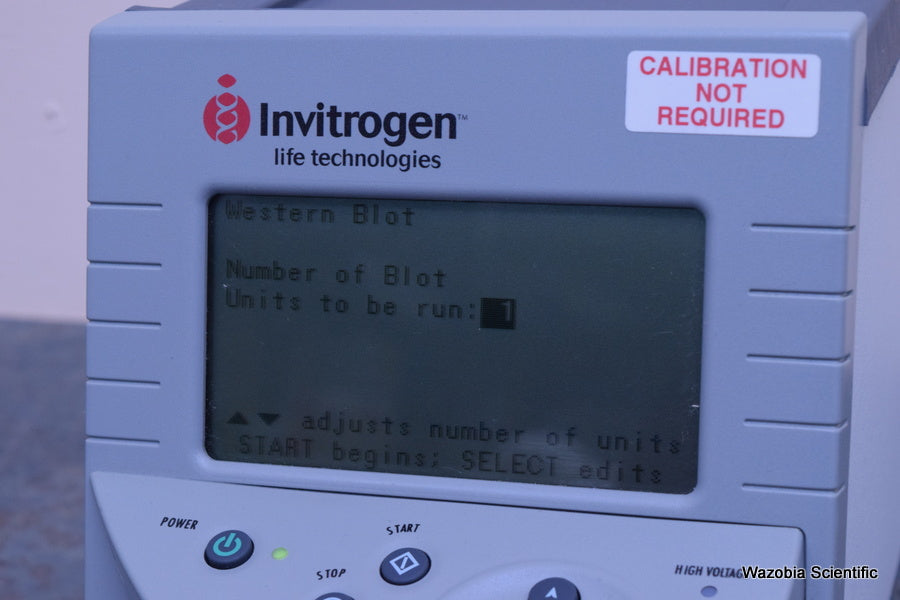 CALIBRATION
NOT
REQUIRED
Invitrogen™
life technologies
Western Blot
Number of Blot
Units to be run: 1
▲▼ adjusts number of units
START begins; SELECT edits
POWER
START
STOP
HIGH VOLTAG
Wazobia Scientific